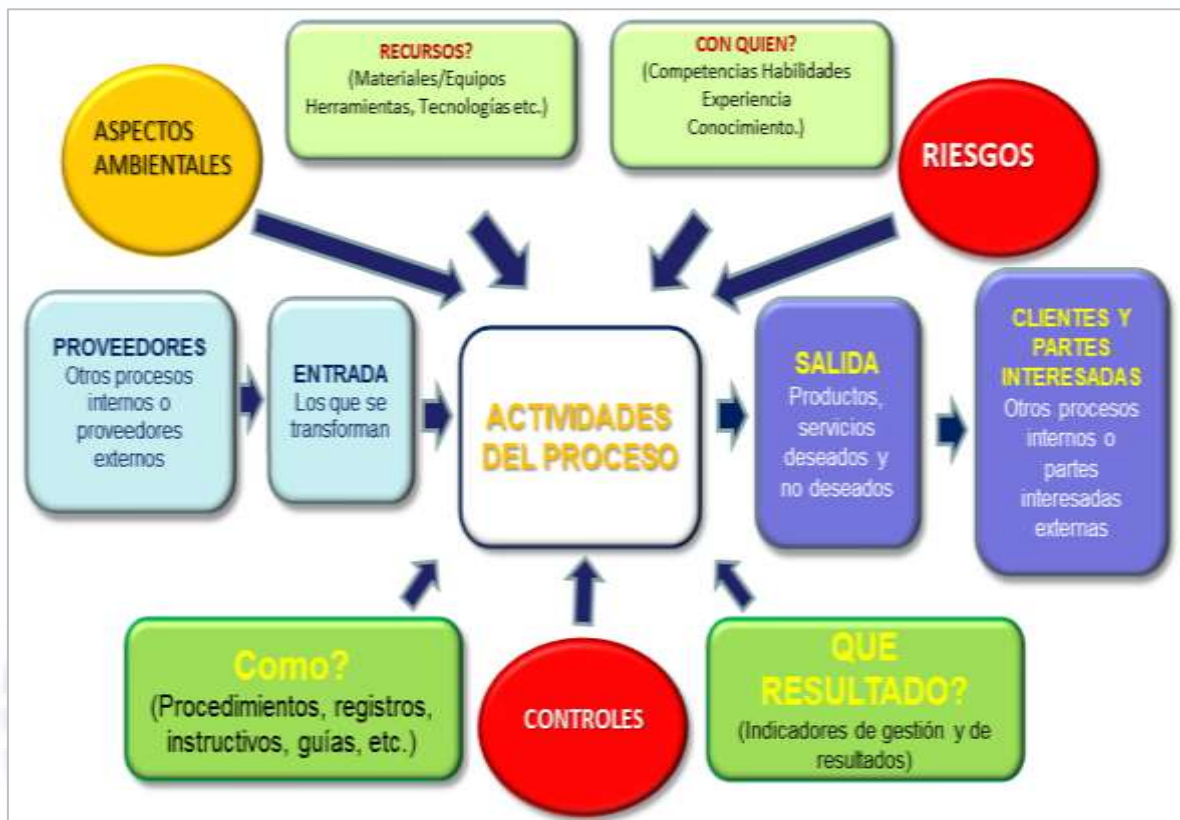 RECURSOS?
(Materiales/Equipos
Herramientas, Tecnologías etc.)
CON QUIEN?
(Competencias Habilidades
Experiencia
Conocimiento.)
ASPECTOS
AMBIENTALES
RIESGOS
PROVEEDORES
Otros procesos
internos o
proveedores
externos
ENTRADA
Los que se
transforman
ACTIVIDADES
DEL PROCESO
SALIDA
Productos,
servicios
deseados y
no deseados
CLIENTES Y
PARTES
INTERESADAS
Otros procesos
internos o
partes
interesadas
externas
Como?
(Procedimientos, registros,
instructivos, guías, etc.)
CONTROLES
QUE
RESULTADO?
(Indicadores de gestión y de
resultados)